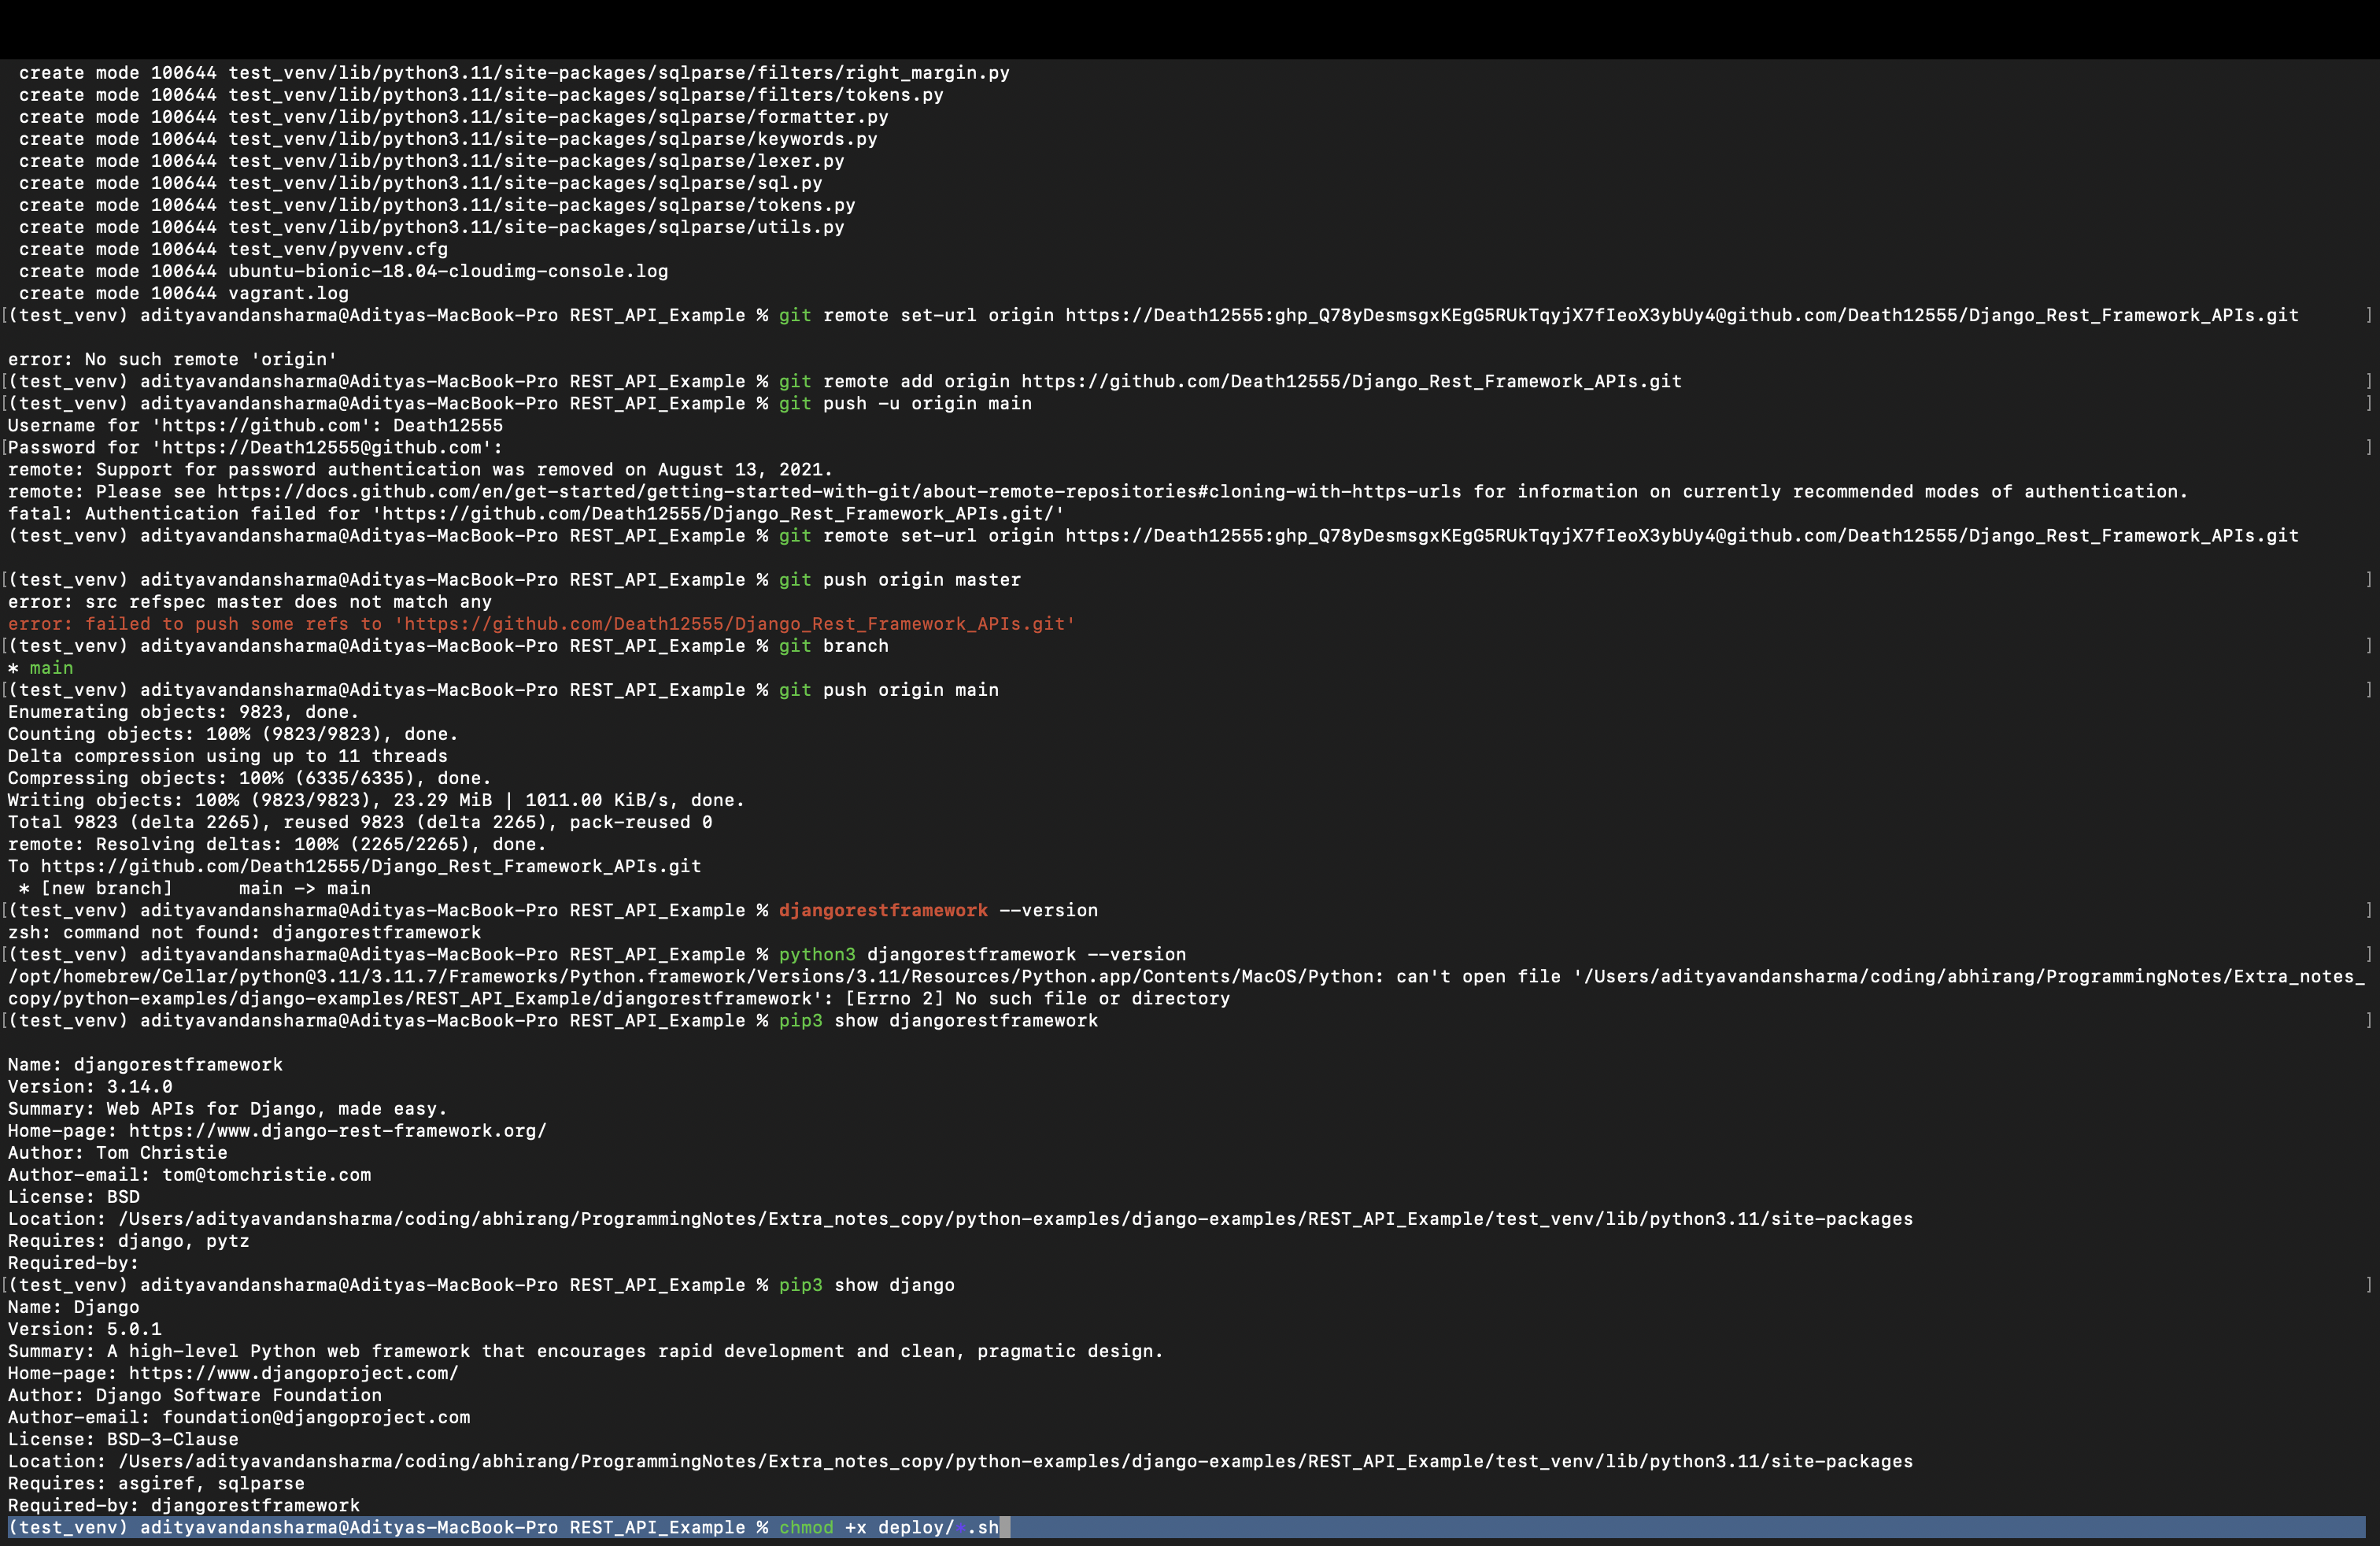 create mode 100644 test_venv/lib/python3.11/site-packages/sqlparse/filters/right_margin.py
create mode 100644 test_venv/lib/python3.11/site-packages/sqlparse/filters/tokens.py
create mode 100644 test_venv/lib/python3.11/site-packages/sqlparse/formatter.py
create mode 100644 test_venv/lib/python3.11/site-packages/sqlparse/keywords.py
create mode 100644 test_venv/lib/python3.11/site-packages/sqlparse/lexer.py
create mode 100644 test_venv/lib/python3.11/site-packages/sqlparse/sql.py
create mode 100644 test_venv/lib/python3.11/site-packages/sqlparse/tokens.py
create mode 100644 test_venv/lib/python3.11/site-packages/sqlparse/utils.py
create mode 100644 test_venv/pyvenv.cfg
create mode 100644 ubuntu-bionic-18.04-cloudimg-console.log
create mode 100644 vagrant.log
[(test_venv) adityavandansharma@Adityas-MacBook-Pro REST_API_Example % git remote set-url origin https://Death12555: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@github.com/Death12555/Django_Rest_Framework_APIs.git ]
error: No such remote 'origin'
[(test_venv) adityavandansharma@Adityas-MacBook-Pro REST_API_Example % git remote add origin https://github.com/Death12555/Django_Rest_Framework_APIs.git ]
[(test_venv) adityavandansharma@Adityas-MacBook-Pro REST_API_Example % git push -u origin main ]
Username for 'https://github.com': Death12555
[Password for 'https://Death12555@github.com': ]
remote: Support for password authentication was removed on August 13, 2021.
remote: Please see https://docs.github.com/en/get-started/getting-started-with-git/about-remote-repositories#cloning-with-https-urls for information on currently recommended modes of authentication.
fatal: Authentication failed for 'https://github.com/Death12555/Django_Rest_Framework_APIs.git/'
(test_venv) adityavandansharma@Adityas-MacBook-Pro REST_API_Example % git remote set-url origin https://Death12555: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@github.com/Death12555/Django_Rest_Framework_APIs.git
[(test_venv) adityavandansharma@Adityas-MacBook-Pro REST_API_Example % git push origin master ]
error: src refspec master does not match any
error: failed to push some refs to 'https://github.com/Death12555/Django_Rest_Framework_APIs.git'
[(test_venv) adityavandansharma@Adityas-MacBook-Pro REST_API_Example % git branch ]
* main
[(test_venv) adityavandansharma@Adityas-MacBook-Pro REST_API_Example % git push origin main ]
Enumerating objects: 9823, done.
Counting objects: 100% (9823/9823), done.
Delta compression using up to 11 threads
Compressing objects: 100% (6335/6335), done.
Writing objects: 100% (9823/9823), 23.29 MiB | 1011.00 KiB/s, done.
Total 9823 (delta 2265), reused 9823 (delta 2265), pack-reused 0
remote: Resolving deltas: 100% (2265/2265), done.
To https://github.com/Death12555/Django_Rest_Framework_APIs.git
* [new branch] main -> main
[(test_venv) adityavandansharma@Adityas-MacBook-Pro REST_API_Example % djangorestframework --version ]
zsh: command not found: djangorestframework
[(test_venv) adityavandansharma@Adityas-MacBook-Pro REST_API_Example % python3 djangorestframework --version ]
/opt/homebrew/Cellar/python@3.11/3.11.7/Frameworks/Python.framework/Versions/3.11/Resources/Python.app/Contents/MacOS/Python: can't open file '/Users/adityavandansharma/coding/abhirang/ProgrammingNotes/Extra_notes_
copy/python-examples/django-examples/REST_API_Example/djangorestframework': [Errno 2] No such file or directory
[(test_venv) adityavandansharma@Adityas-MacBook-Pro REST_API_Example % pip3 show djangorestframework ]
Name: djangorestframework
Version: 3.14.0
Summary: Web APIs for Django, made easy.
Home-page: https://www.django-rest-framework.org/
Author: Tom Christie
Author-email: tom@tomchristie.com
License: BSD
Location: /Users/adityavandansharma/coding/abhirang/ProgrammingNotes/Extra_notes_copy/python-examples/django-examples/REST_API_Example/test_venv/lib/python3.11/site-packages
Requires: django, pytz
Required-by:
[(test_venv) adityavandansharma@Adityas-MacBook-Pro REST_API_Example % pip3 show django ]
Name: Django
Version: 5.0.1
Summary: A high-level Python web framework that encourages rapid development and clean, pragmatic design.
Home-page: https://www.djangoproject.com/
Author: Django Software Foundation
Author-email: foundation@djangoproject.com
License: BSD-3-Clause
Location: /Users/adityavandansharma/coding/abhirang/ProgrammingNotes/Extra_notes_copy/python-examples/django-examples/REST_API_Example/test_venv/lib/python3.11/site-packages
Requires: asgiref, sqlparse
Required-by: djangorestframework
(test_venv) adityavandansharma@Adityas-MacBook-Pro REST_API_Example % chmod +x deploy/*.sh